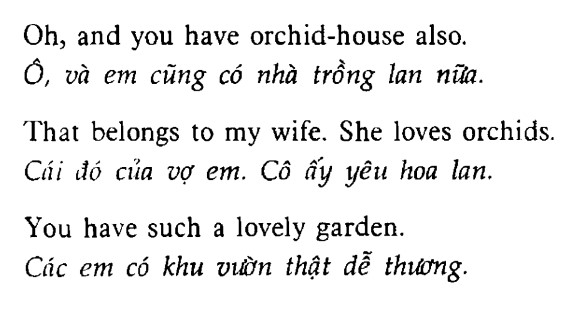 Oh, and you have orchid-house also.
Ô, và em cũng có nhà trồng lan nữa.
That belongs to my wife. She loves orchids.
Cái đó của vợ em. Cô ấy yêu hoa lan.
You have such a lovely garden.
Các em có khu vườn thật dễ thương.